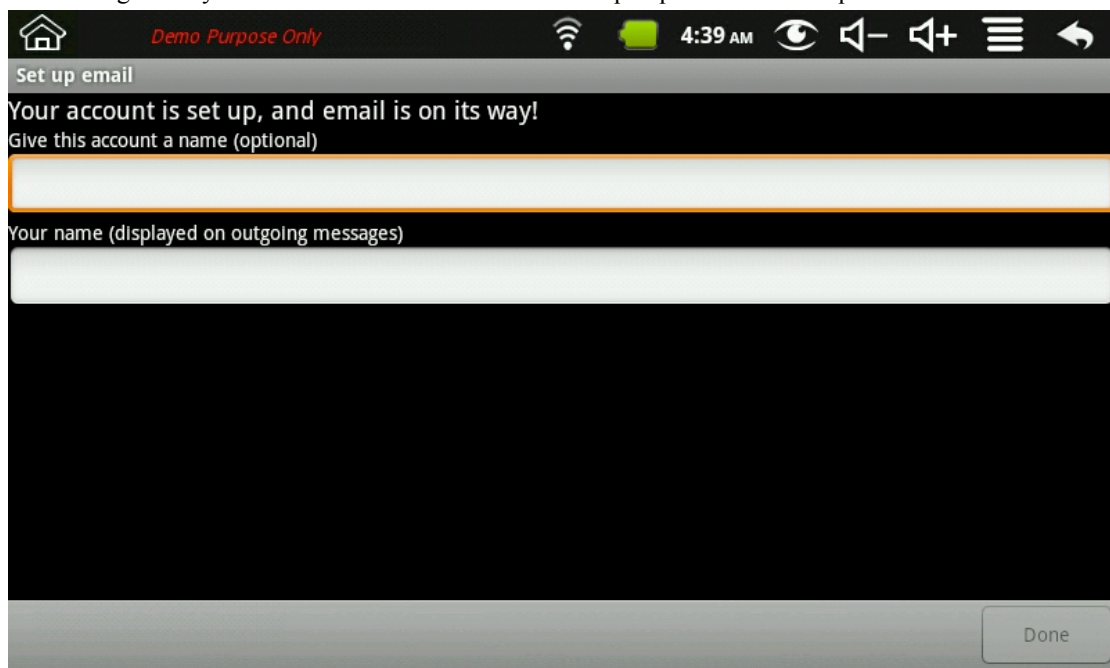 Demo Purpose Only 4:39 AM
Set up email
Your account is set up, and email is on its way!
Give this account a name (optional)
Your name (displayed on outgoing messages)
Done